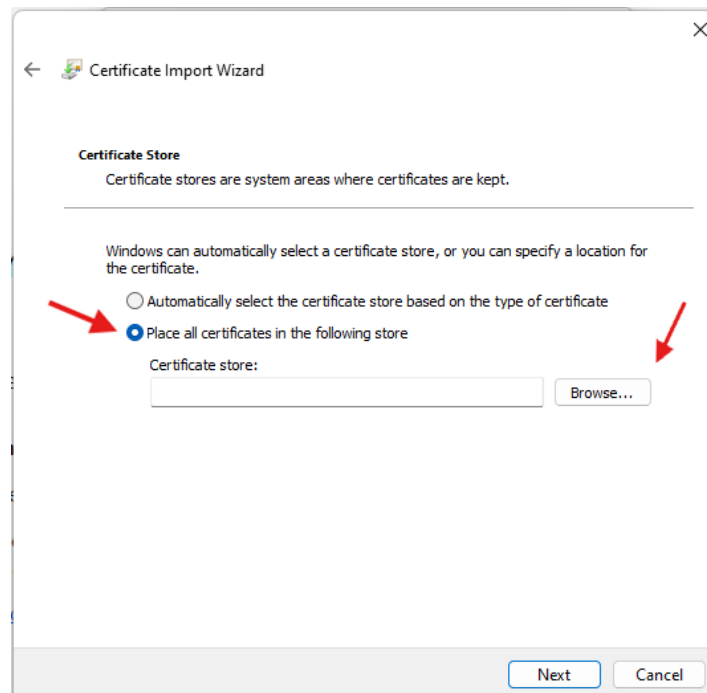 Certificate Import Wizard
Certificate Store
Certificate stores are system areas where certificates are kept.
Windows can automatically select a certificate store, or you can specify a location for
the certificate.
Automatically select the certificate store based on the type of certificate
Place all certificates in the following store
Certificate store:
Browse...
Next
Cancel